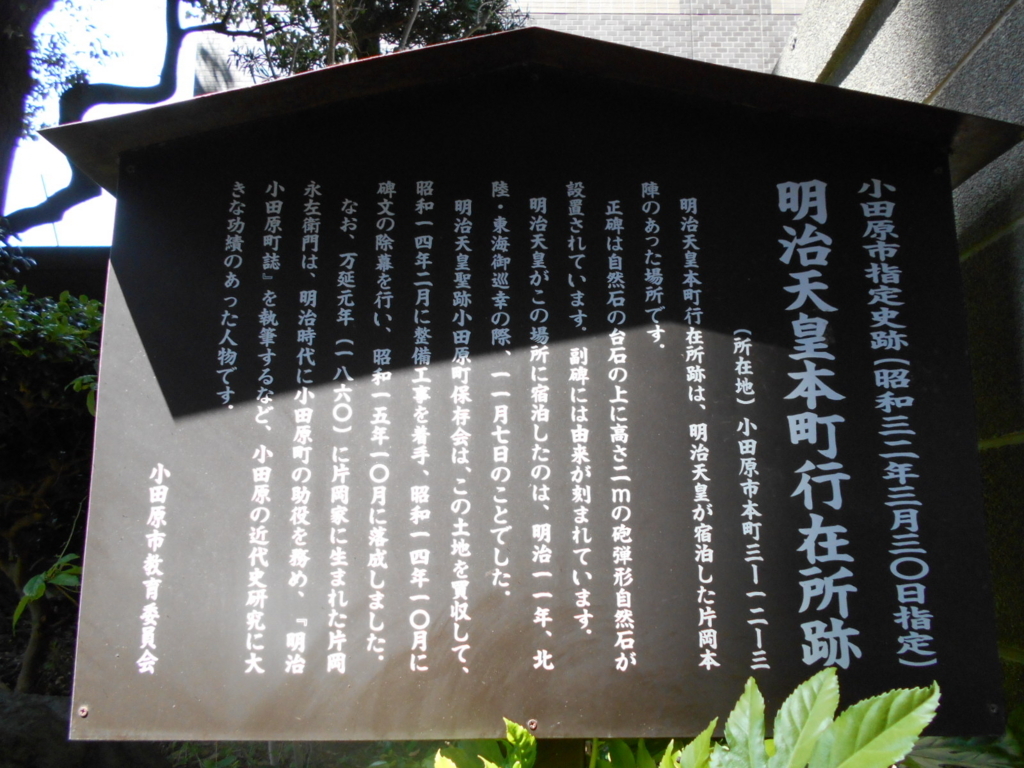 小田原市指定史跡（昭和三二年三月三〇日指定）
明治天皇本町行在所跡
（所在地）小田原市本町三ー一二ー三
明治天皇本町行在所跡は、明治天皇が宿泊した片岡本
陣のあった場所です。
正碑は自然石の台石の上に高さ二ｍの砲弾形自然石が
設置されています。副碑には由来が刻まれています。
明治天皇がこの場所に宿泊したのは、明治一一年、北
陸・東海御巡幸の際、一一月七日のことでした。
明治天皇聖跡小田原町保存会は、この土地を買収して、
昭和一四年二月に整備工事を着手、昭和一四年一〇月に
碑文の除幕を行い、昭和一五年一〇月に落成しました。
なお、万延元年（一八六〇）に片岡家に生まれた片岡
永左衛門は、明治時代に小田原町の助役を務め、『明治
小田原町誌』を執筆するなど、小田原の近代史研究に大
きな功績のあった人物です。
小田原市教育委員会